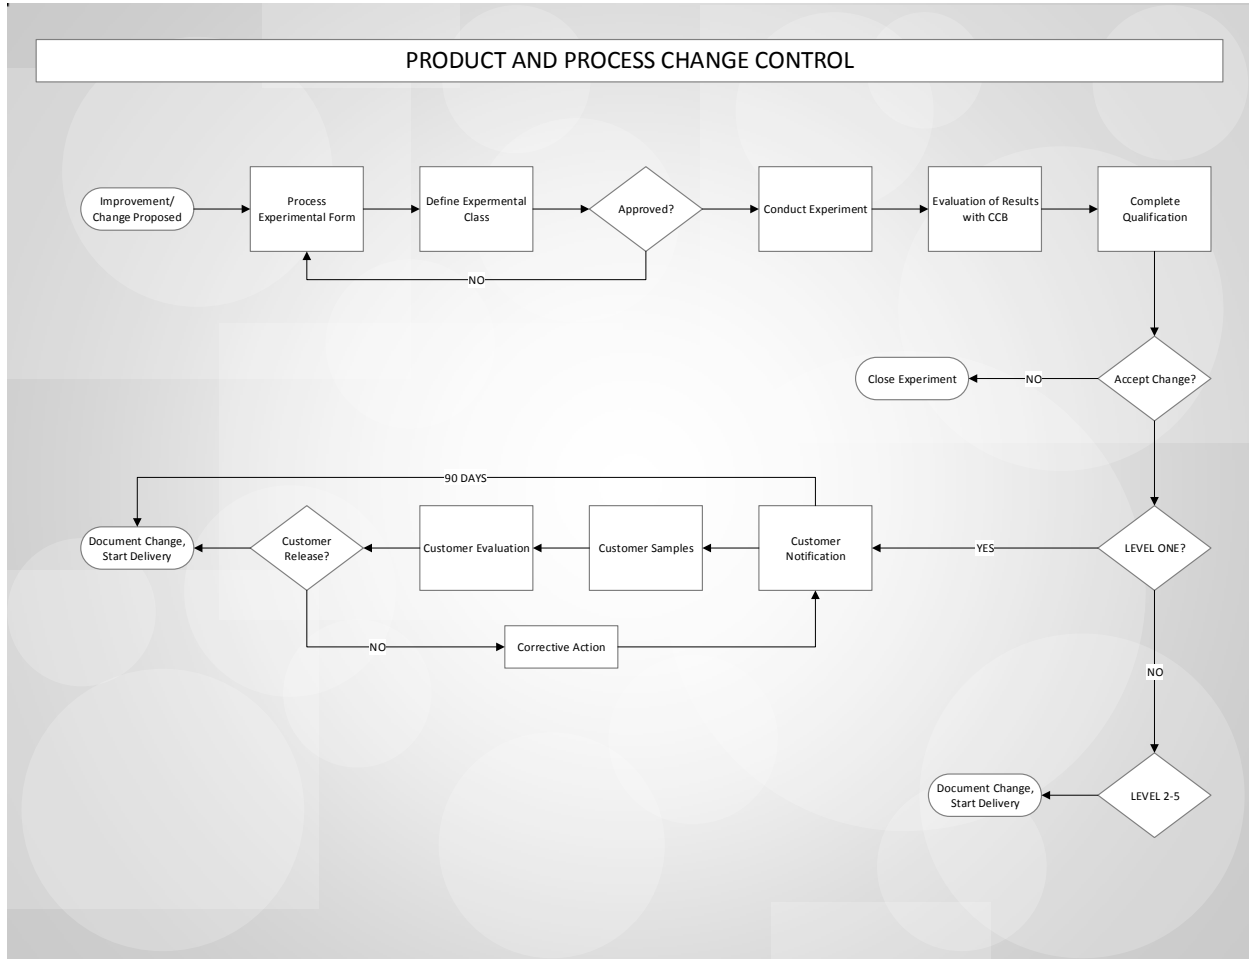 PRODUCT AND PROCESS CHANGE CONTROL
Improvement/
Change Proposed
Process
Experimental Form
Define Expermental
Class
Approved?
Conduct Experiment
Evaluation of Results
with CCB
Complete
Qualification
NO
Close Experiment
NO
Accept Change?
90 DAYS
Document Change,
Start Delivery
Customer
Release?
Customer Evaluation
Customer Samples
Customer
Notification
YES
LEVEL ONE?
NO
Corrective Action
NO
Document Change,
Start Delivery
LEVEL 2-5